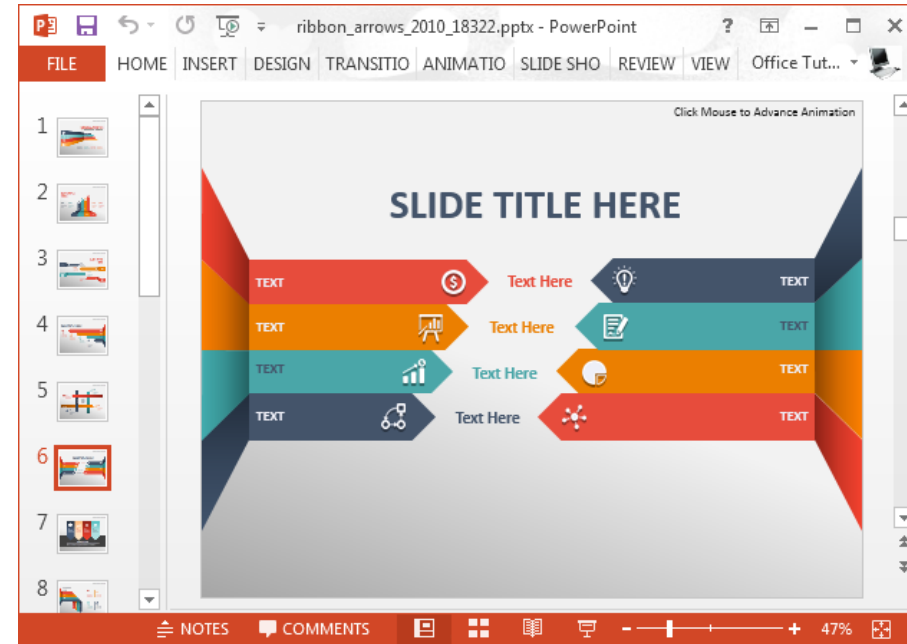 ribbon_arrows_2010_18322.pptx - PowerPoint
?
FILE HOME INSERT DESIGN TRANSITIO ANIMATIO SLIDE SHO REVIEW VIEW Office Tut...
1
2
3
4
5
6
7
8
Click Mouse to Advance Animation
SLIDE TITLE HERE
TEXT Text Here TEXT
TEXT Text Here TEXT
TEXT Text Here TEXT
TEXT Text Here TEXT
NOTES COMMENTS 47%